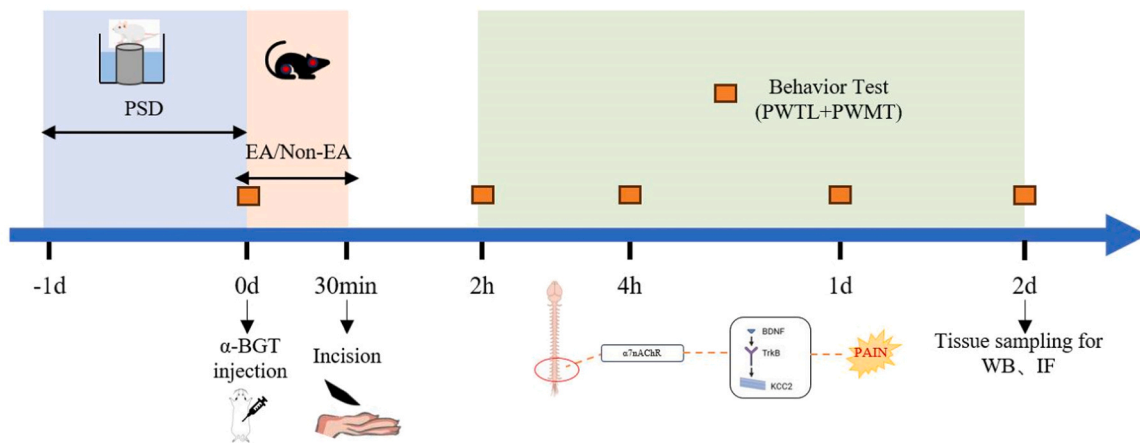 PSD
EA/Non-EA
Behavior Test
(PWTL+PWMT)
-1d
0d
30min
2h
4h
1d
2d
α-BGT
injection
Incision
α7nAChR
BDNF
TrkB
KCC2
PAIN
Tissue sampling for
WB、IF